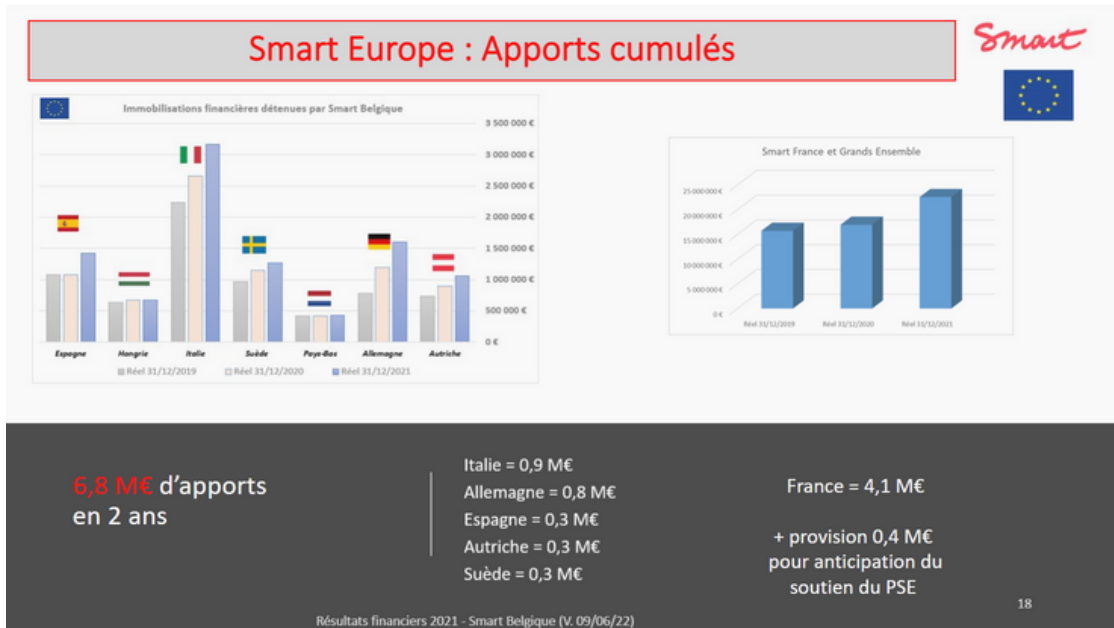 Smart Europe : Apports cumulés
Smart
Immobilisations financières détenues par Smart Belgique
3 500 000 €
3 000 000 €
2 500 000 €
2 000 000 €
1 500 000 €
1 000 000 €
500 000 €
0 €
Espagne Hongrie Italie Suède Pays-Bas Allemagne Autriche
Réel 31/12/2019 Réel 31/12/2020 Réel 31/12/2021
Smart France et Grands Ensemble
25 000 000 €
20 000 000 €
15 000 000 €
10 000 000 €
5 000 000 €
0 €
Réel 31/12/2019 Réel 31/12/2020 Réel 31/12/2021
6,8 M€ d’apports
en 2 ans
Italie = 0,9 M€
Allemagne = 0,8 M€
Espagne = 0,3 M€
Autriche = 0,3 M€
Suède = 0,3 M€
France = 4,1 M€
+ provision 0,4 M€
pour anticipation du
soutien du PSE
18
Résultats financiers 2021 - Smart Belgique (V. 09/06/22)